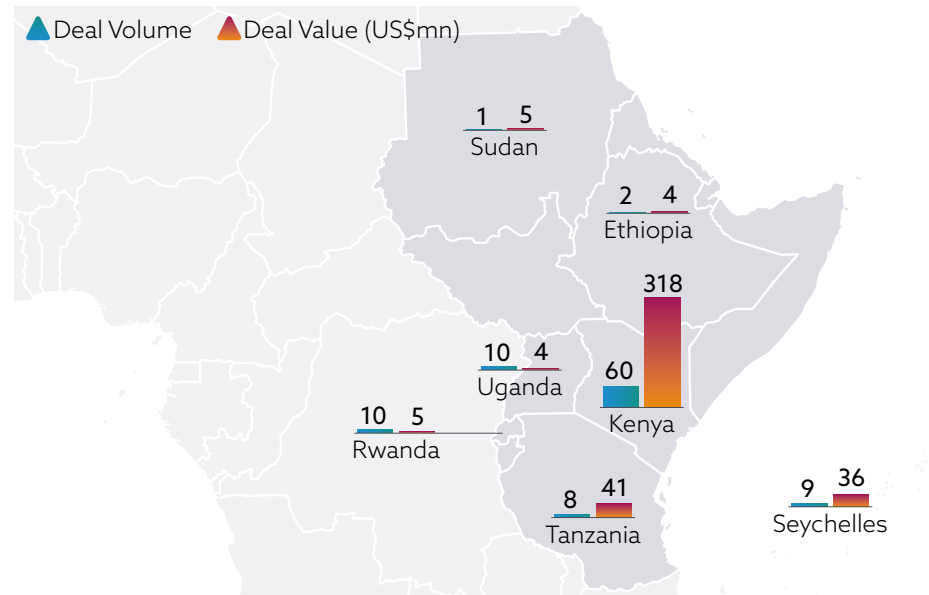 Deal Volume Deal Value (US$mn)
1 5
Sudan
2 4
Ethiopia
318
60
Kenya
10 4
Uganda
10 5
Rwanda
8 41
Tanzania
9 36
Seychelles